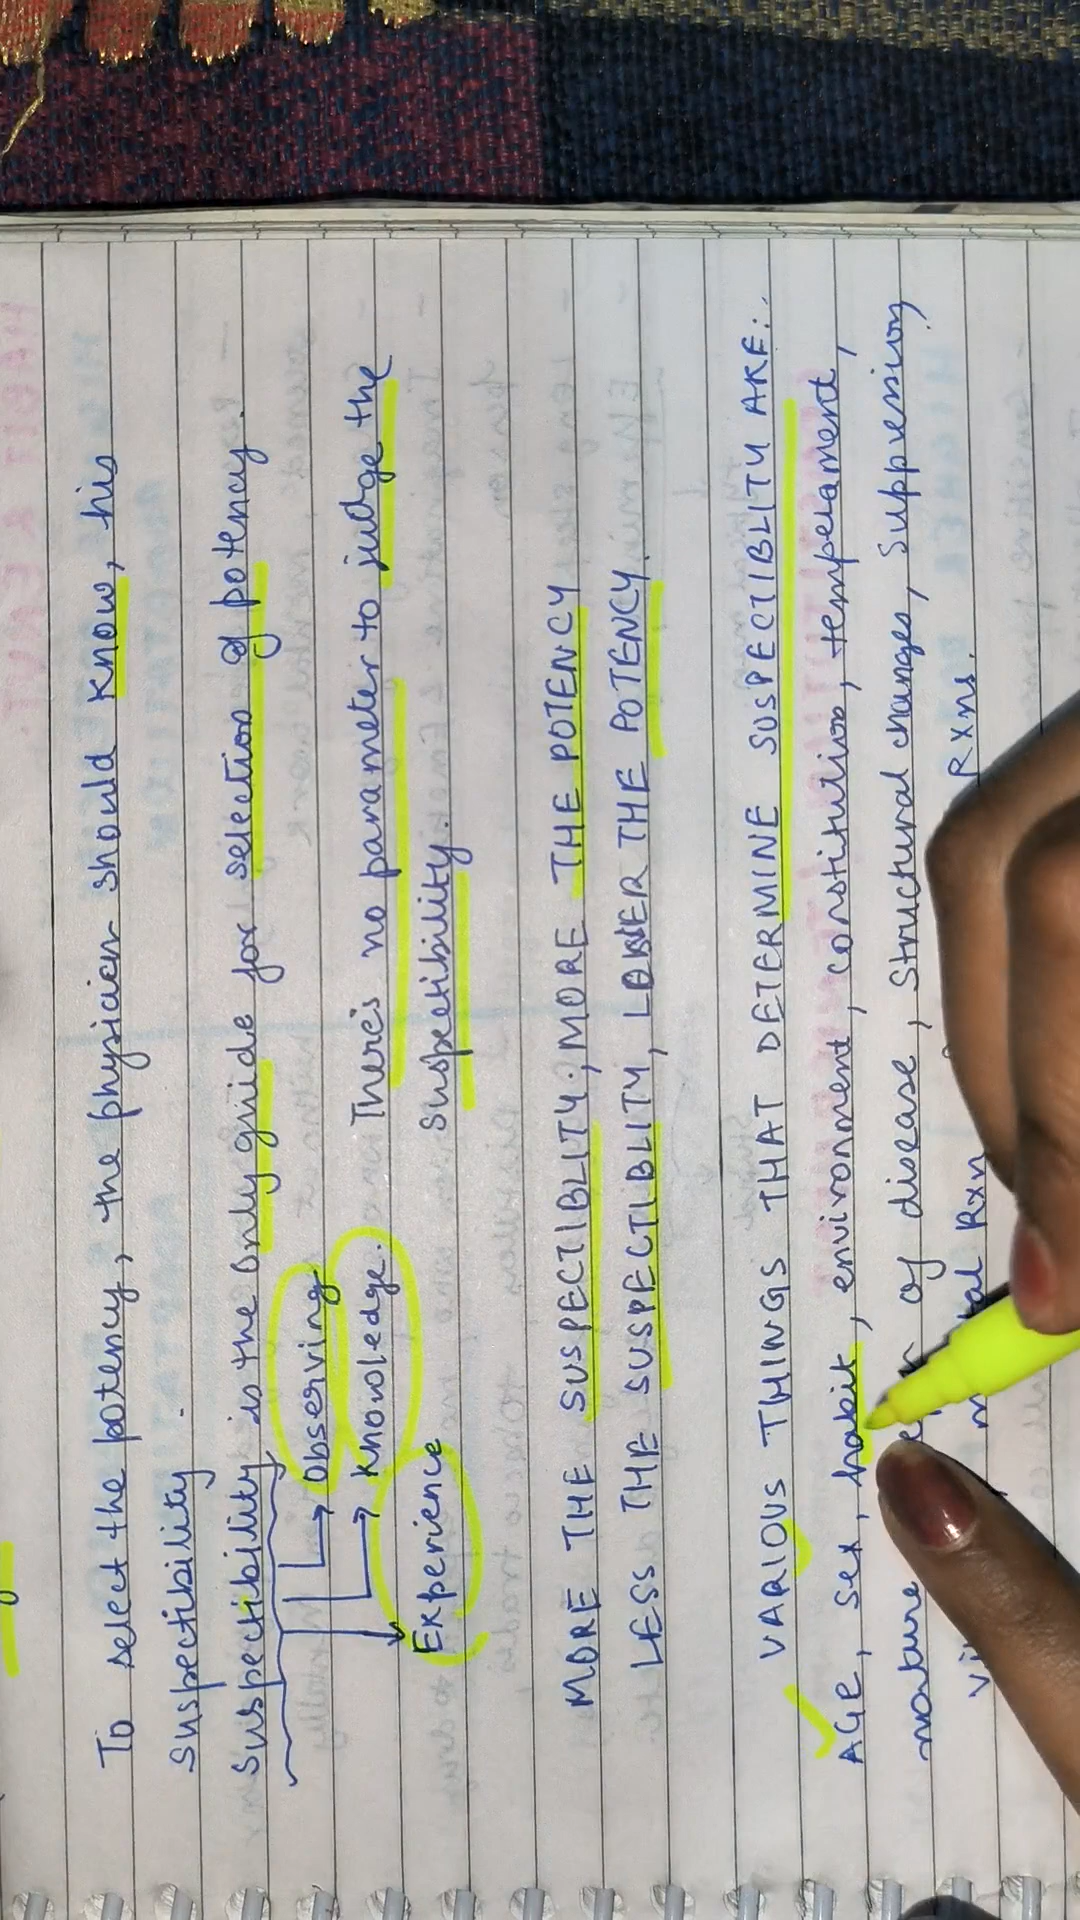 To select the potency, the physician should know, his
suspectibility.
Suspectibility is the only guide for selection of potency.
Observing
Knowledge.
Experience
There's no parameter to judge the
suspectibility.
MORE THE SUSPECTIBLITY, MORE THE POTENCY
LESS THE SUSPECTIBLITY, LOWER THE POTENCY.
VARIOUS THINGS THAT DETERMINE SUSPECTIBLITY ARE:.
AGE, sex, habit, environment, constitution, temperament,
nature of disease, structural changes, suppression,
Rxn Rxns.